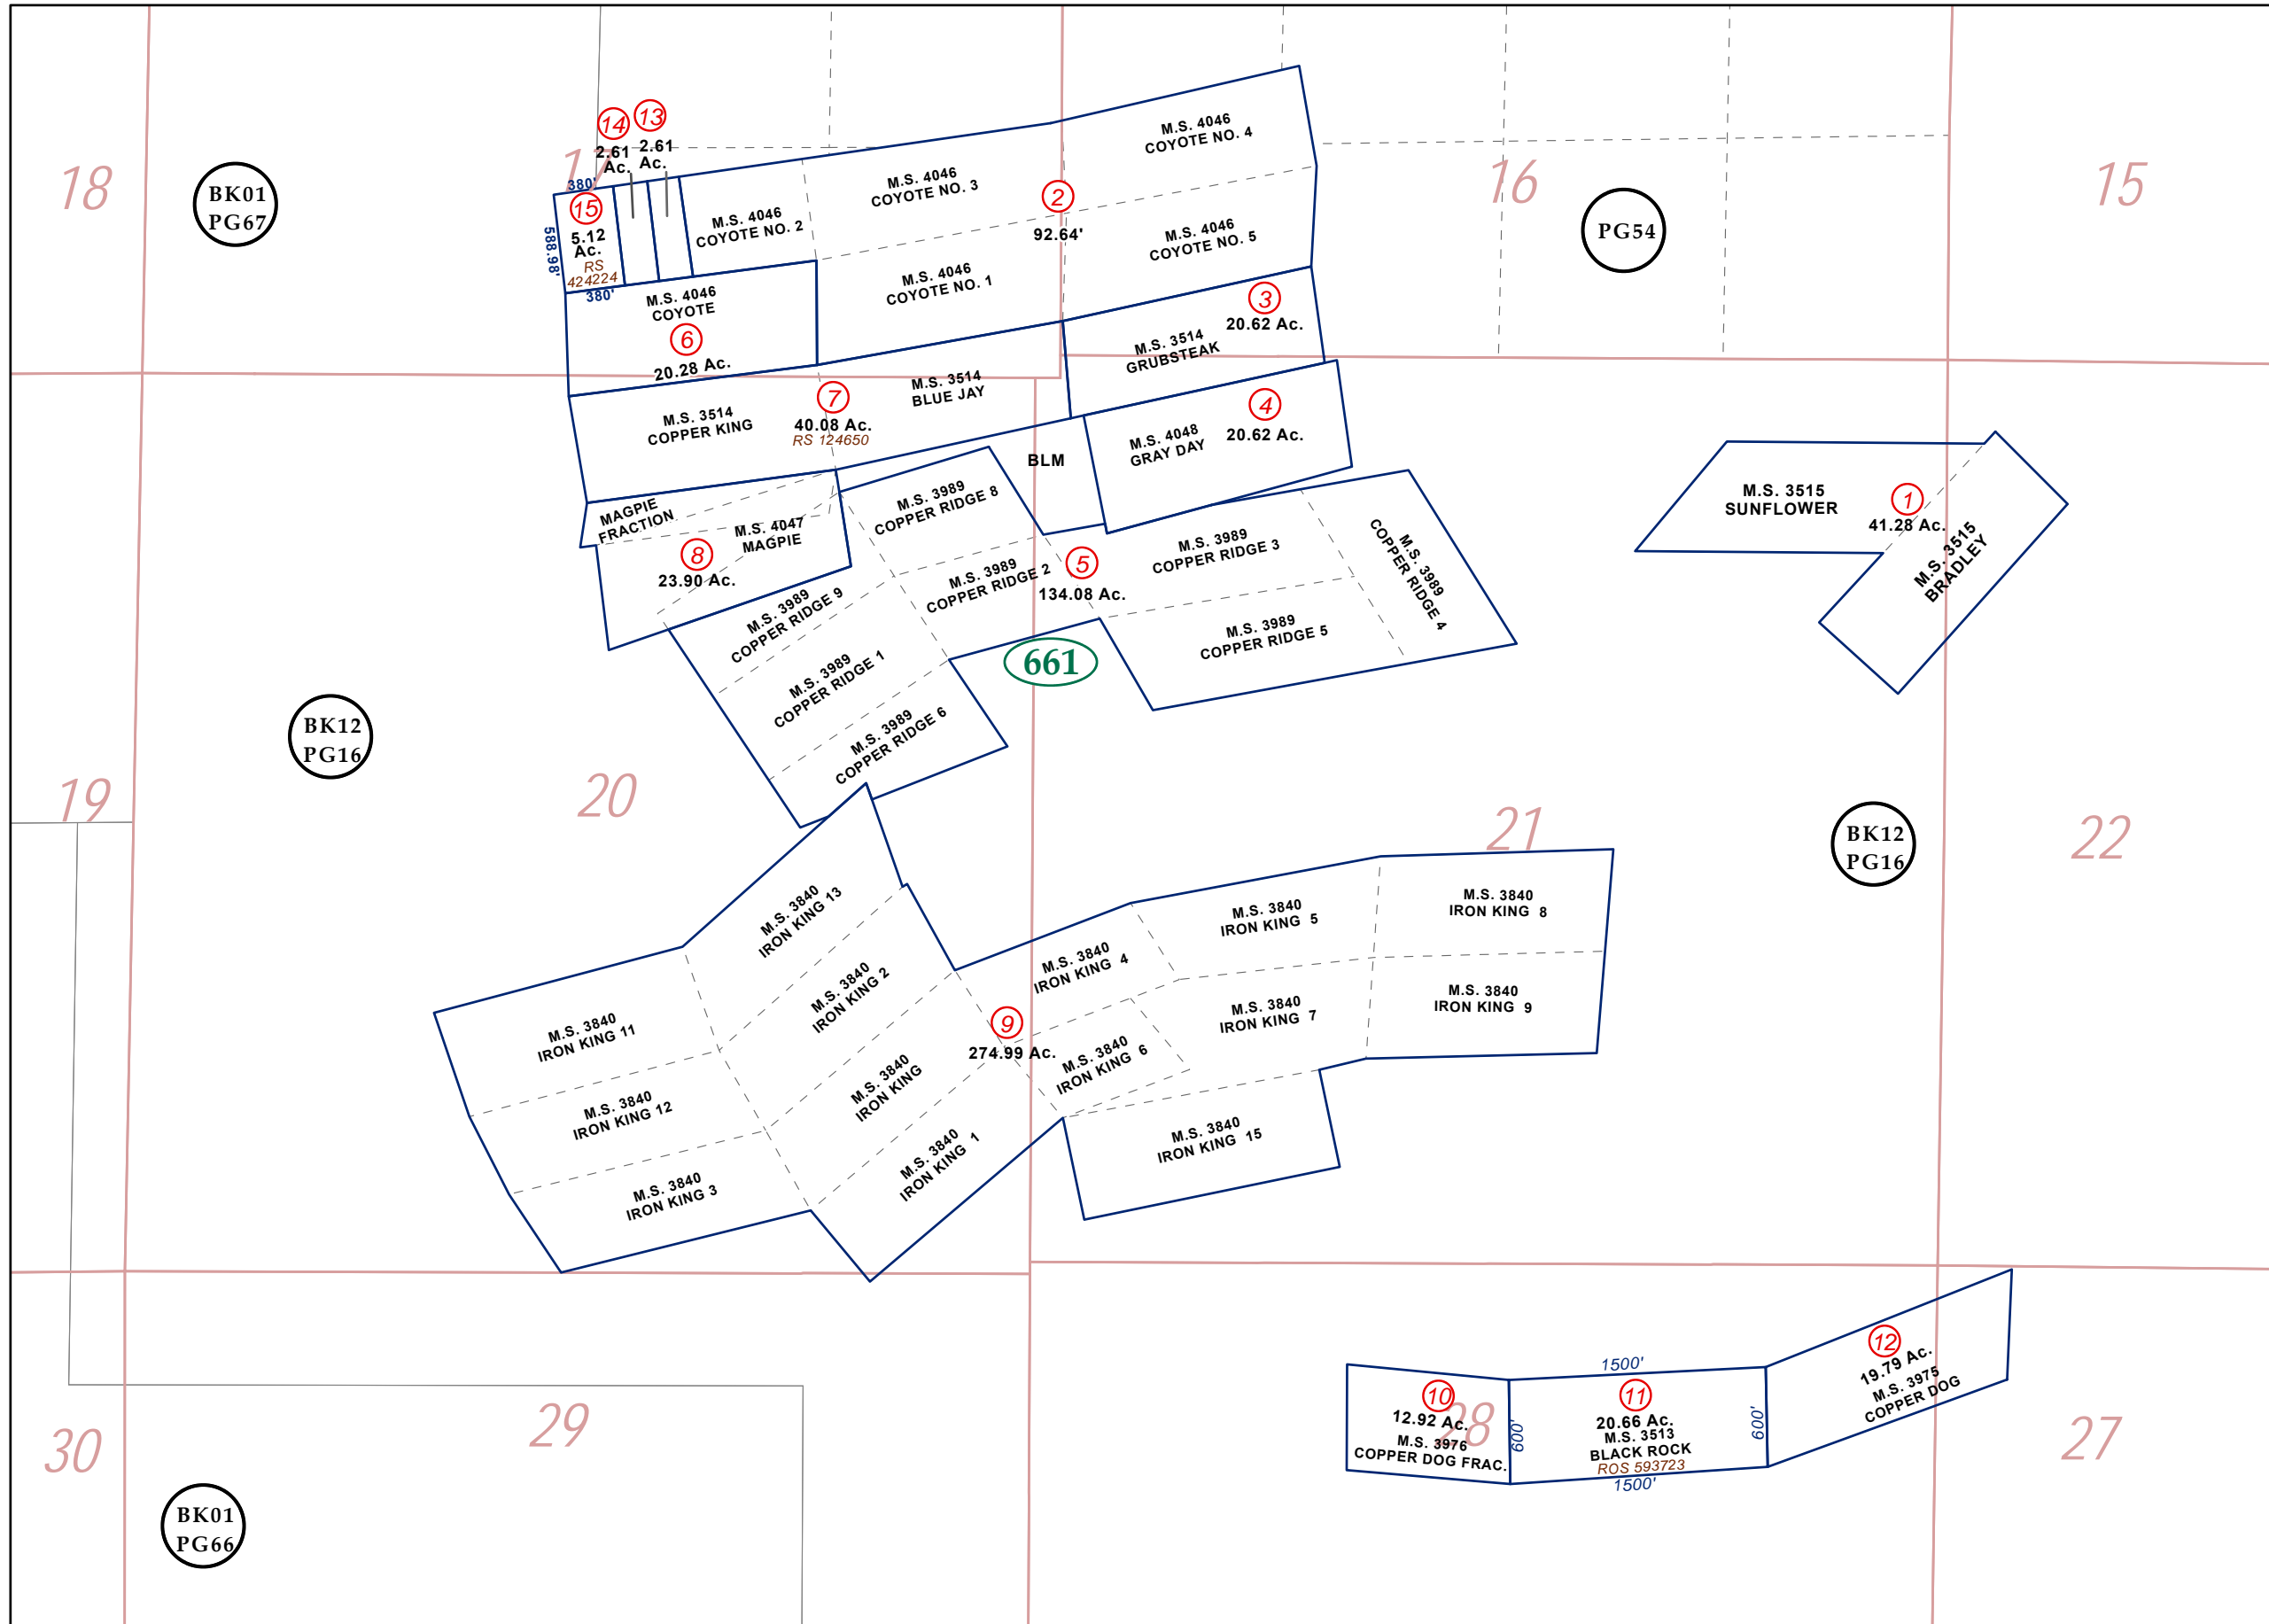 18
BK01
PG67
14
13
2.61
Ac.
2.61
Ac.
17
380'
15
5.12
Ac.
RS
424224
588.98'
380'
M.S. 4046
COYOTE NO. 2
M.S. 4046
COYOTE NO. 3
M.S. 4046
COYOTE NO. 4
2
92.64'
M.S. 4046
COYOTE NO. 1
M.S. 4046
COYOTE NO. 5
16
PG54
15
M.S. 4046
COYOTE
6
20.28 Ac.
3
20.62 Ac.
M.S. 3514
GRUBSTEAK
M.S. 3514
COPPER KING
7
40.08 Ac.
RS 124650
M.S. 3514
BLUE JAY
4
20.62 Ac.
M.S. 4048
GRAY DAY
BLM
MAGPIE
FRACTION
M.S. 4047
MAGPIE
8
23.90 Ac.
M.S. 3989
COPPER RIDGE 8
M.S. 3989
COPPER RIDGE 2
5
134.08 Ac.
M.S. 3989
COPPER RIDGE 3
M.S. 3989
COPPER RIDGE 4
M.S. 3989
COPPER RIDGE 5
M.S. 3989
COPPER RIDGE 9
M.S. 3989
COPPER RIDGE 1
M.S. 3989
COPPER RIDGE 6
661
M.S. 3515
SUNFLOWER
1
41.28 Ac.
M.S. 3515
BRADLEY
BK12
PG16
19
20
21
BK12
PG16
22
M.S. 3840
IRON KING 13
M.S. 3840
IRON KING 2
M.S. 3840
IRON KING 11
M.S. 3840
IRON KING 12
M.S. 3840
IRON KING 3
M.S. 3840
IRON KING
M.S. 3840
IRON KING 1
9
274.99 Ac.
M.S. 3840
IRON KING 4
M.S. 3840
IRON KING 5
M.S. 3840
IRON KING 8
M.S. 3840
IRON KING 6
M.S. 3840
IRON KING 7
M.S. 3840
IRON KING 9
M.S. 3840
IRON KING 15
30
29
BK01
PG66
10
12.92 Ac.
28
M.S. 3976
COPPER DOG FRAC.
1500'
600'
11
20.66 Ac.
M.S. 3513
BLACK ROCK
ROS 593723
1500'
600'
12
19.79 Ac.
M.S. 3975
COPPER DOG
27